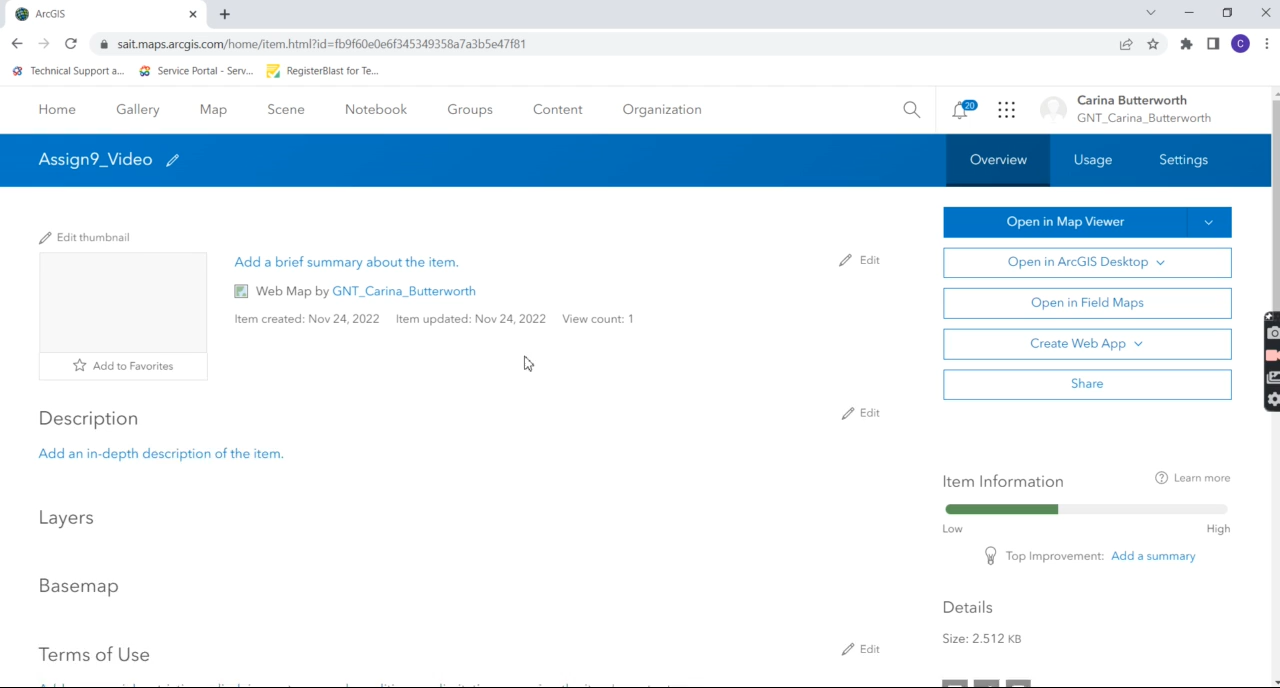 ArcGIS
sait.maps.arcgis.com/home/item.html?id=fb9f60e0e6f345349358a7a3b5e47f81
C
Technical Support a... Service Portal - Serv... RegisterBlast for Te...
Home Gallery Map Scene Notebook Groups Content Organization
20
Carina Butterworth
GNT_Carina_Butterworth
Assign9_Video
Overview Usage Settings
Edit thumbnail
Add a brief summary about the item.
Edit
Web Map by GNT_Carina_Butterworth
Item created: Nov 24, 2022 Item updated: Nov 24, 2022 View count: 1
Add to Favorites
Open in Map Viewer
Open in ArcGIS Desktop
Open in Field Maps
Create Web App
Share
Description
Edit
Add an in-depth description of the item.
Layers
Basemap
Terms of Use
Edit
Item Information
Learn more
Low High
Top Improvement: Add a summary
Details
Size: 2.512 KB